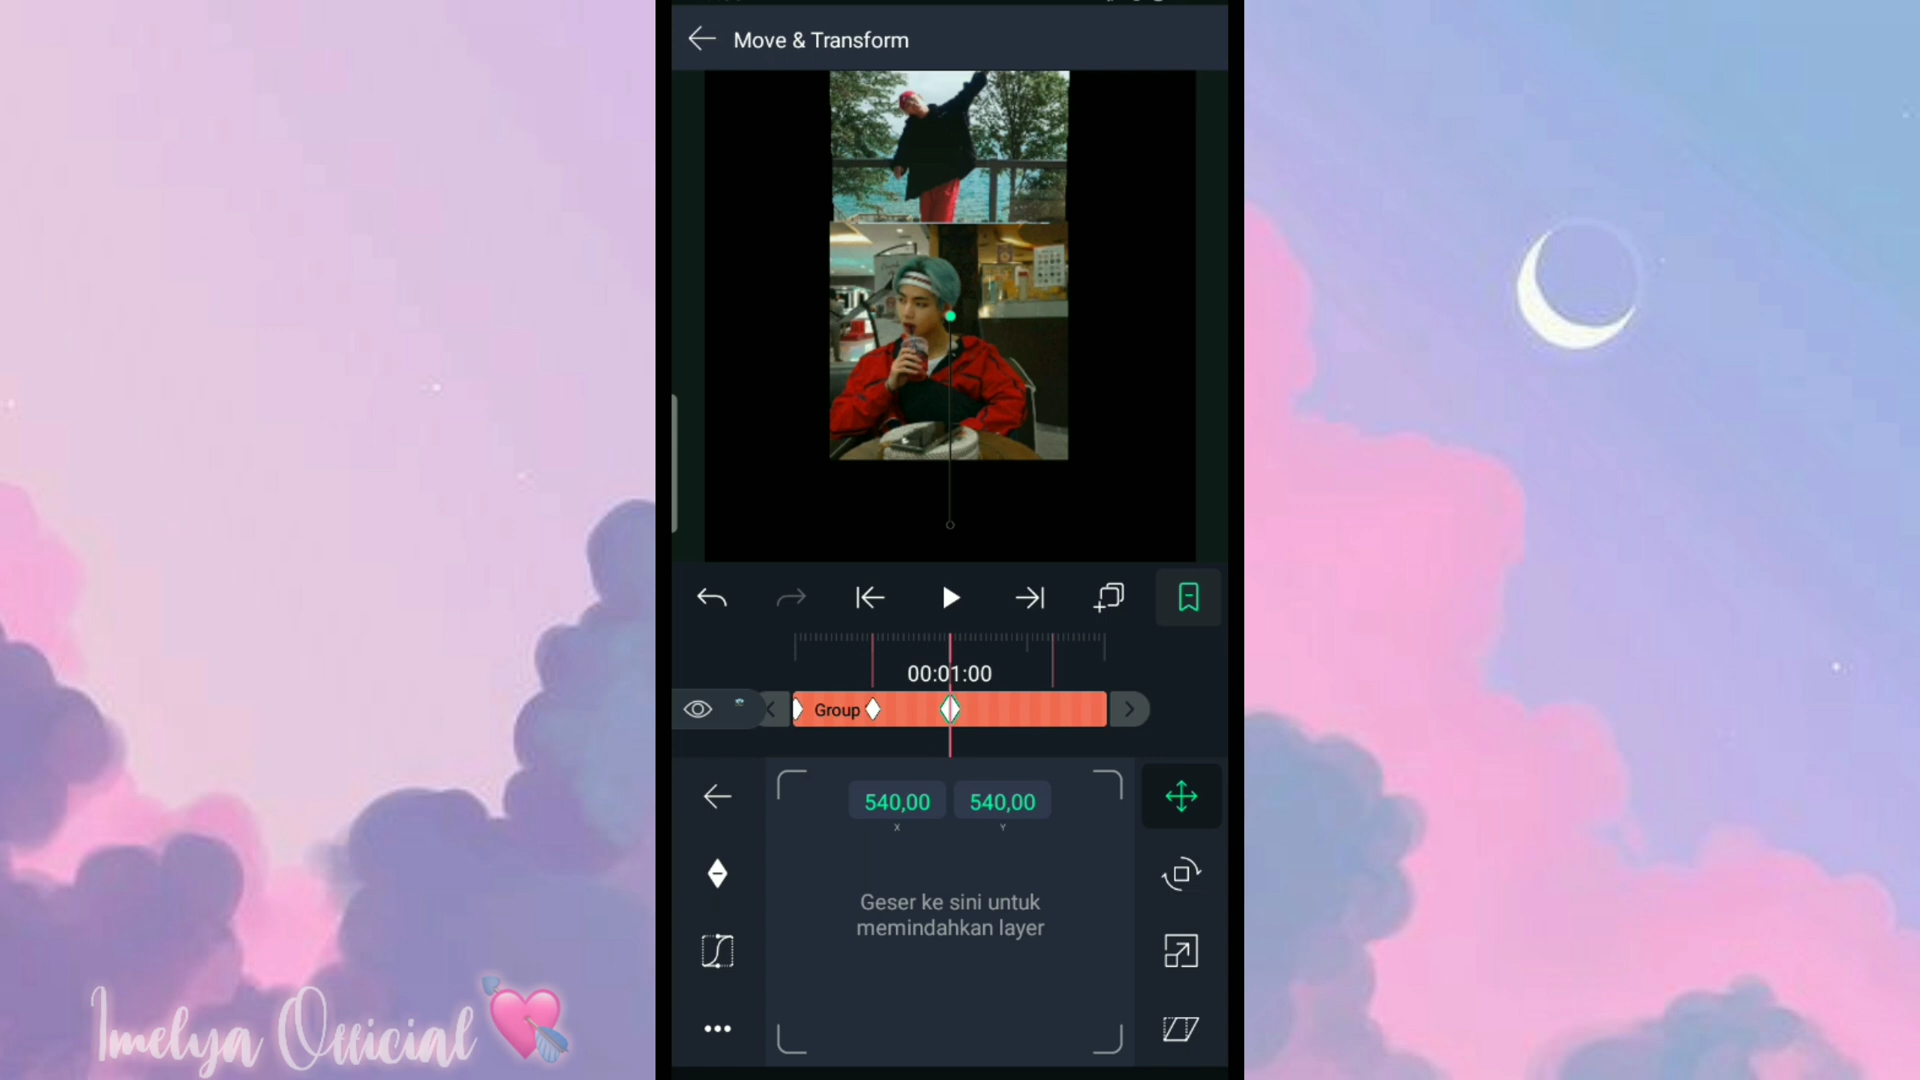 Move & Transform
00:01:00
Group
540,00 540,00
X Y
Geser ke sini untuk
memindahkan layer
Imelya Official